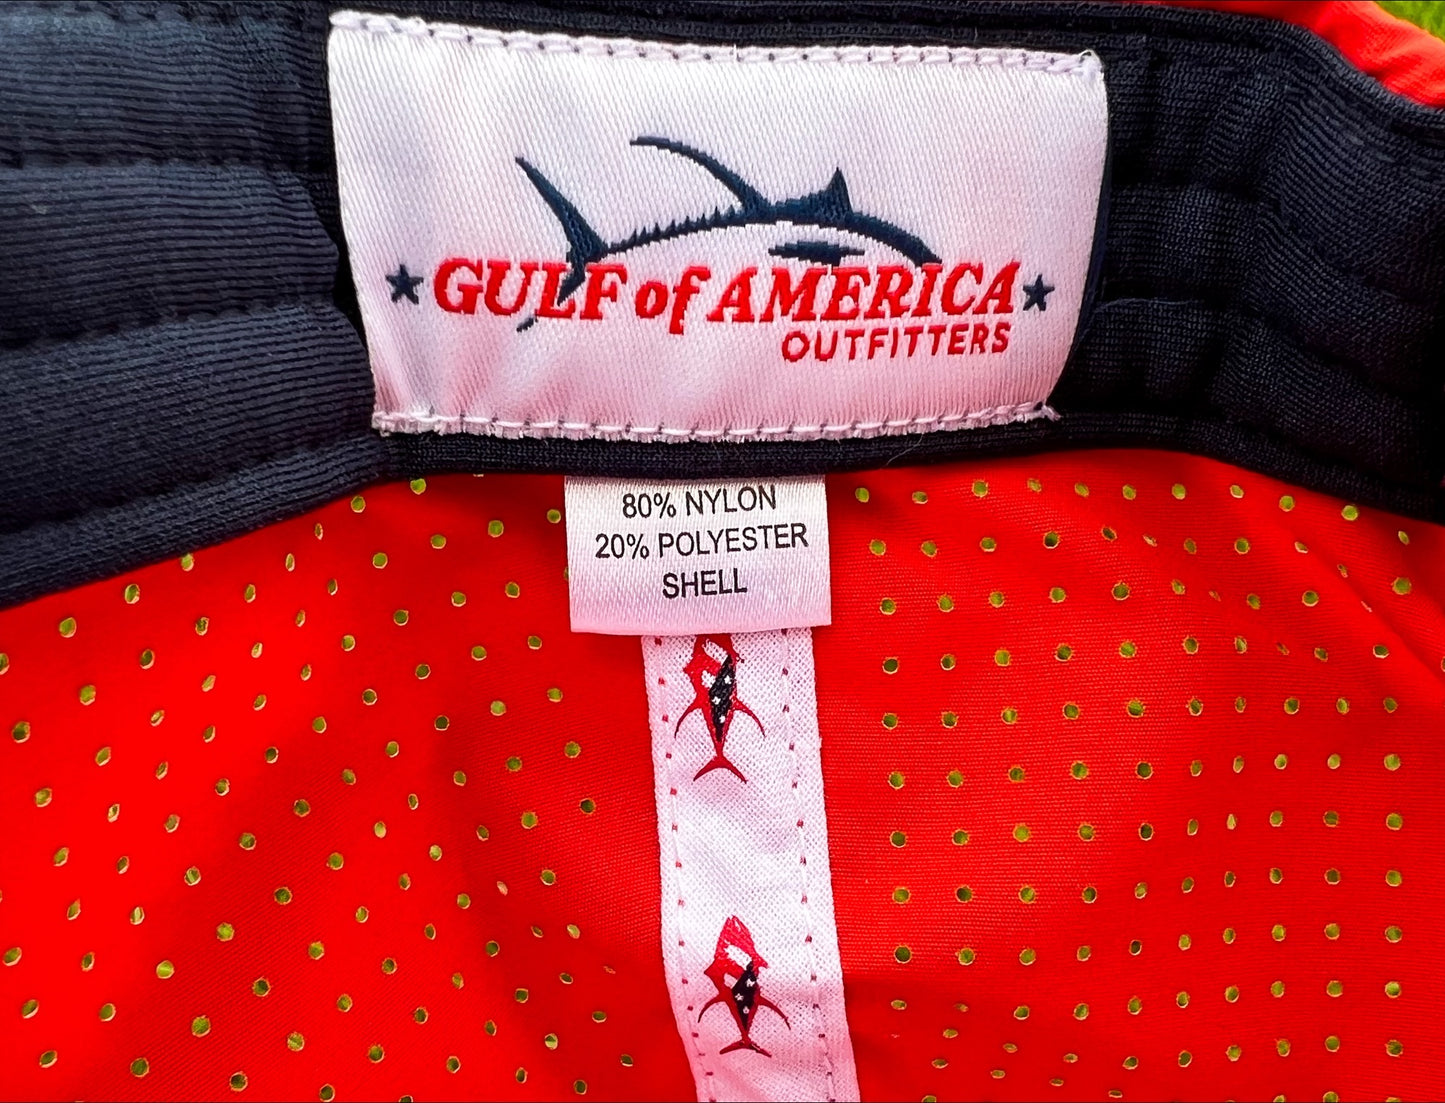 GULF of AMERICA
OUTFITTERS
80% NYLON
20% POLYESTER
SHELL